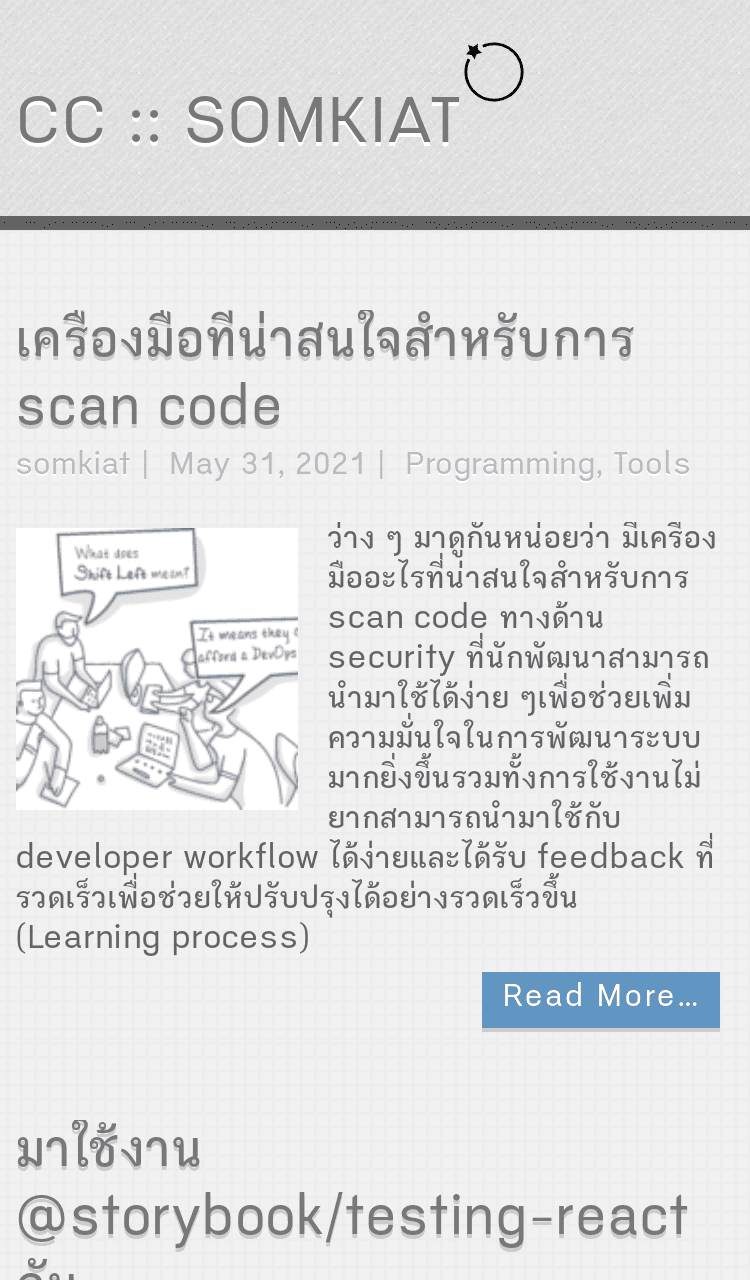 CC :: SOMKIAT
เครื่องมือที่น่าสนใจสำหรับการ
scan code
somkiat | May 31, 2021 | Programming, Tools
What does
Shift Left mean?
It means they
afford a DevOps
ว่าง ๆ มาดูกันหน่อยว่า มีเครื่อง
มืออะไรที่น่าสนใจสำหรับการ
scan code ทางด้าน
security ที่นักพัฒนาสามารถ
นำมาใช้ได้ง่าย ๆเพื่อช่วยเพิ่ม
ความมั่นใจในการพัฒนาระบบ
มากยิ่งขึ้นรวมทั้งการใช้งานไม่
ยากสามารถนำมาใช้กับ
developer workflow ได้ง่ายและได้รับ feedback ที่
รวดเร็วเพื่อช่วยให้ปรับปรุงได้อย่างรวดเร็วขึ้น
(Learning process)
Read More…
มาใช้งาน
@storybook/testing-react
กับ